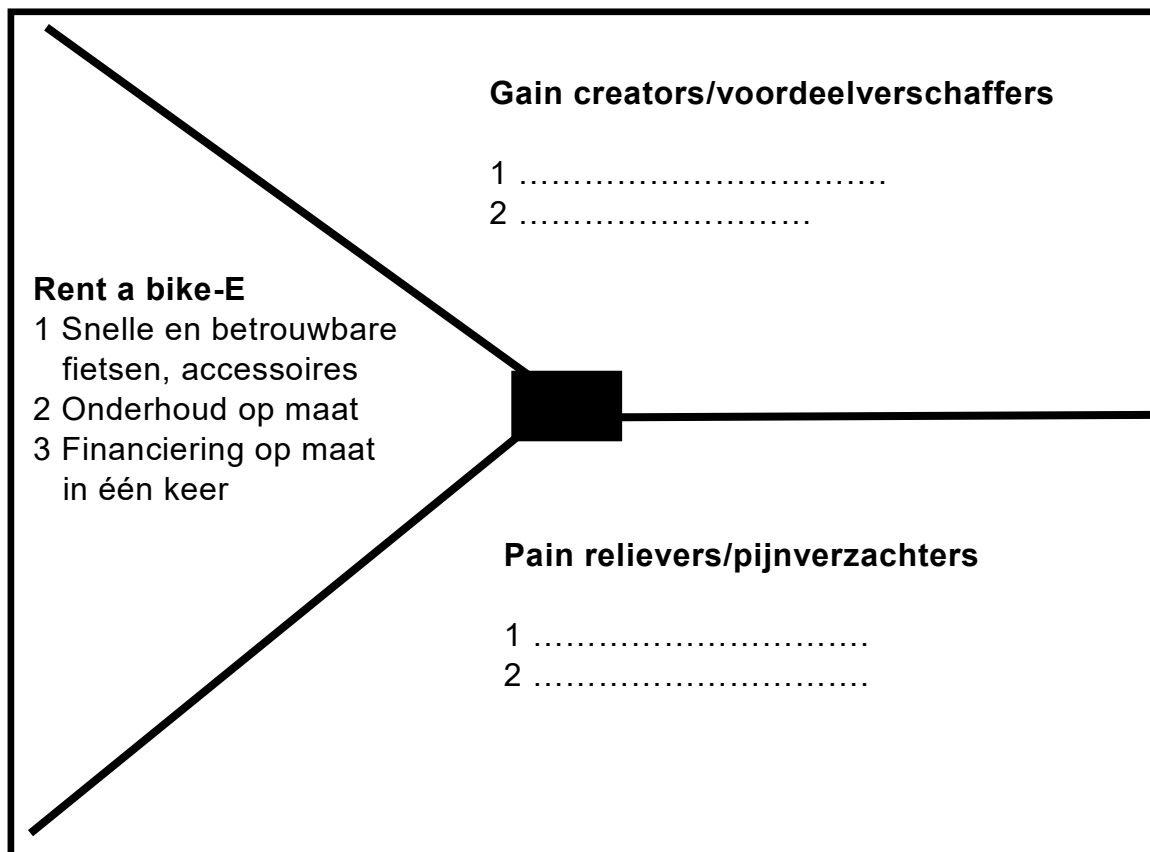 Gain creators/voordeelverschaffers
1 ..................................
2 ...........................
Rent a bike-E
1 Snelle en betrouwbare
fietsen, accessoires
2 Onderhoud op maat
3 Financiering op maat
in één keer
Pain relievers/pijnverzachters
1 ...............................
2 ...............................